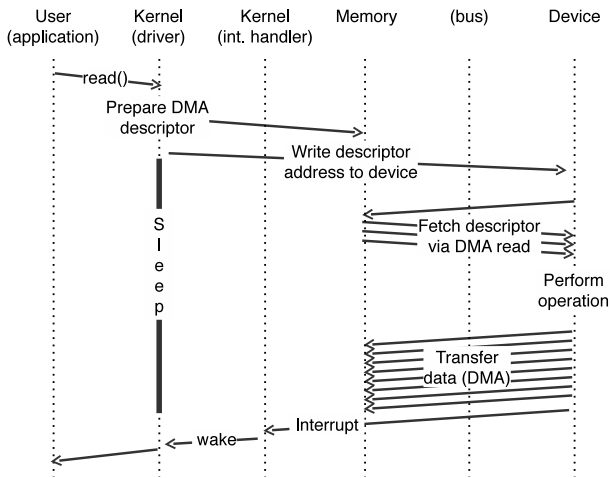 User
(application)
Kernel
(driver)
Kernel
(int. handler)
Memory
(bus)
Device
read()
Prepare DMA
descriptor
Write descriptor
address to device
S
l
e
e
p
Fetch descriptor
via DMA read
Perform
operation
Transfer
data (DMA)
Interrupt
wake